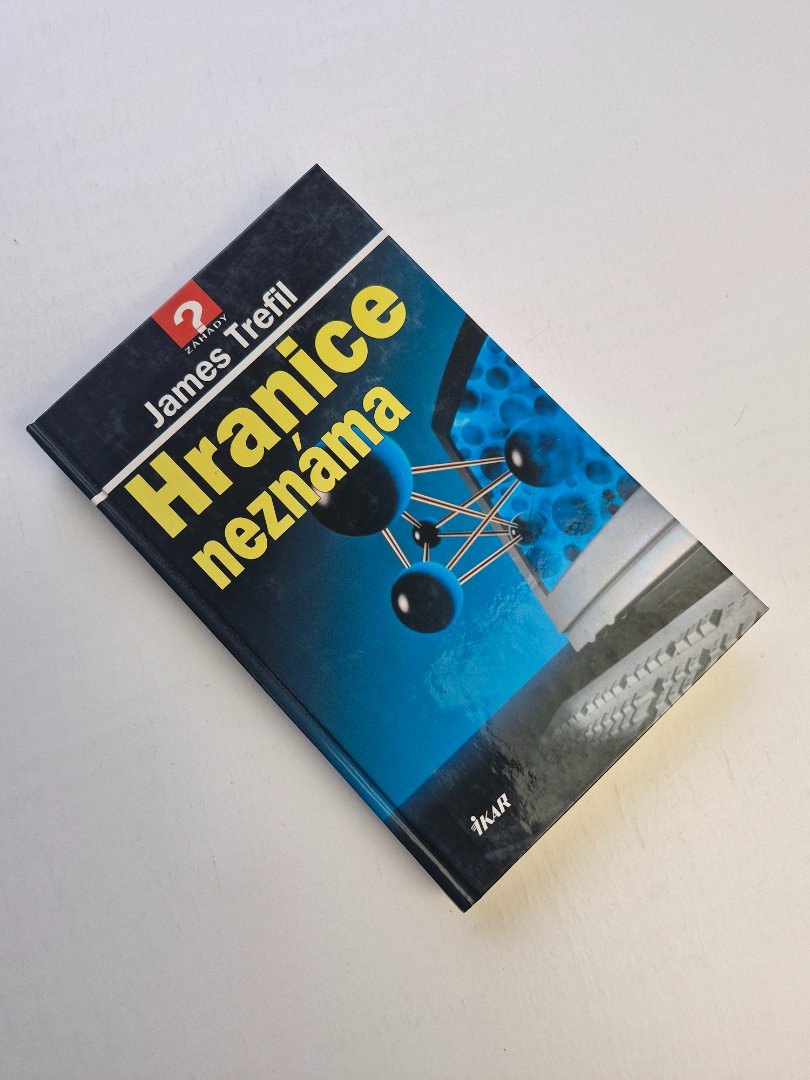 ?
ZÁHADY
James Trefil
Hranice
neznáma
IKAR